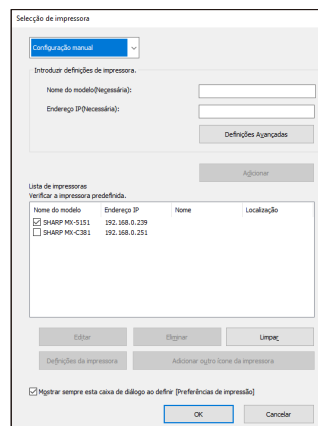 Selecção de impressora
Configuração manual
Introduzir definições de impressora.
Nome do modelo(Necessária):
Endereço IP(Necessária):
Definições Avançadas
Adicionar
Lista de impressoras
Verificar a impressora predefinida.
Nome do modelo Endereço IP Nome Localização
SHARP MX-5151 192.168.0.239
SHARP MX-C381 192.168.0.251
Editar Eliminar Limpar
Definições da impressora Adicionar outro ícone da impressora
Mostrar sempre esta caixa de diálogo ao definir [Preferências de impressão]
OK Cancelar